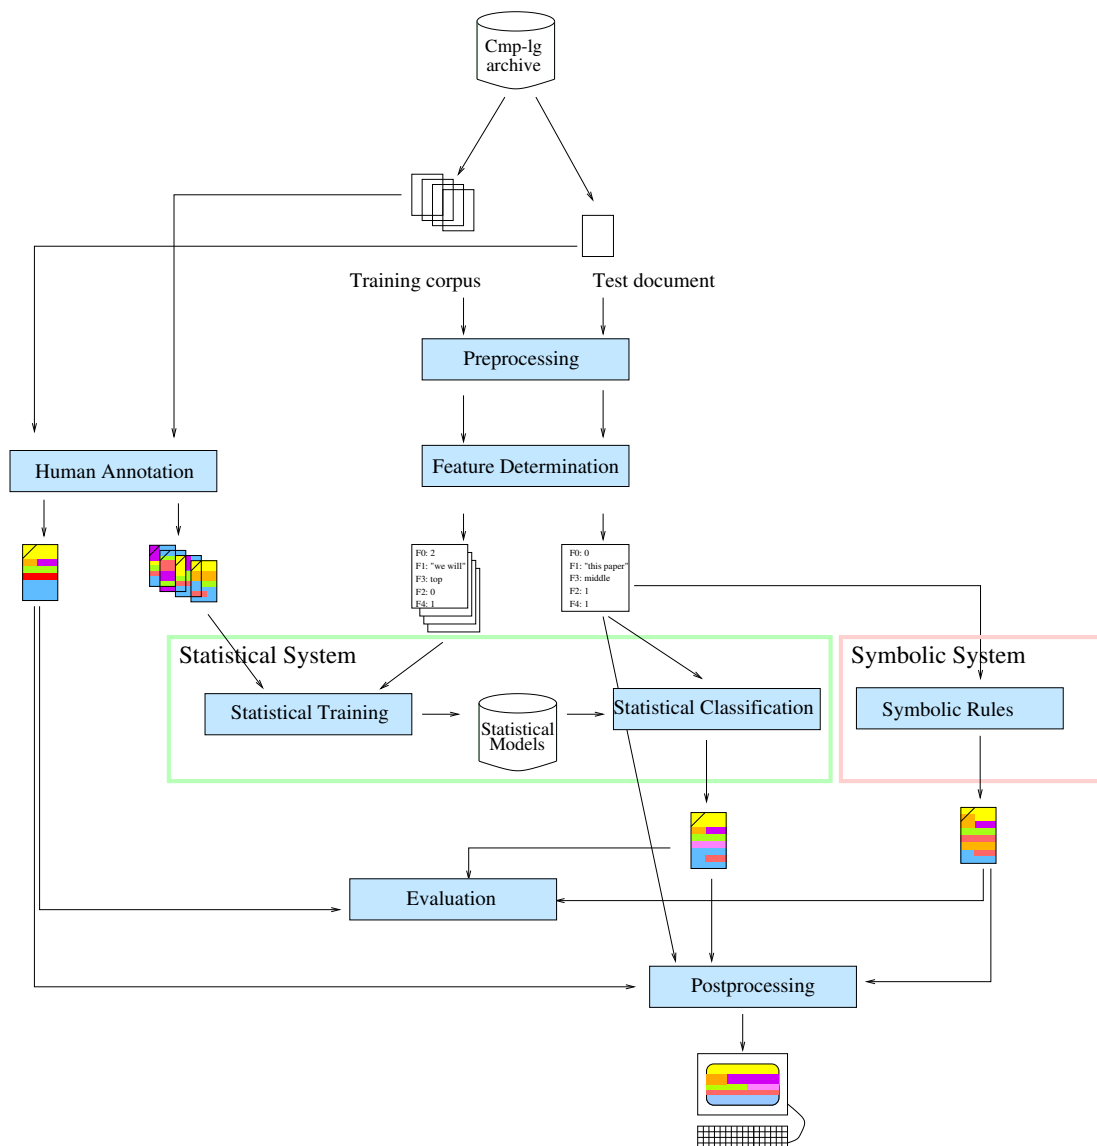 Cmp-lg
archive
Training corpus
Test document
Preprocessing
Human Annotation
Feature Determination
F0: 2
F1: "we will"
F3: top
F2: 0
F4: 1
F0: 0
F1: "this paper"
F3: middle
F2: 1
F4: 1
Statistical System
Symbolic System
Statistical Training
Statistical
Models
Statistical Classification
Symbolic Rules
Evaluation
Postprocessing